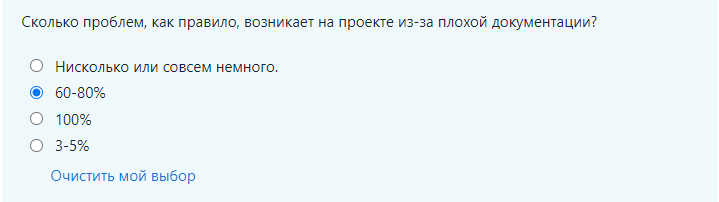 Сколько проблем, как правило, возникает на проекте из-за плохой документации?
Нисколько или совсем немного.
60-80%
100%
3-5%
Очистить мой выбор